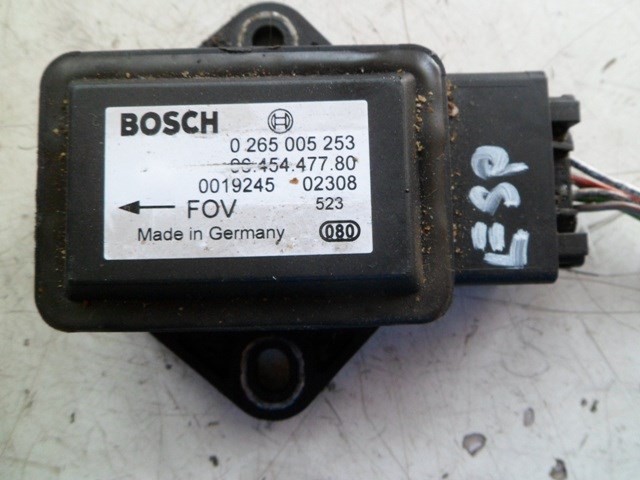 BOSCH
0 265 005 253
96.454.477.80
0019245 02308
← FOV 523
Made in Germany 080
ESP